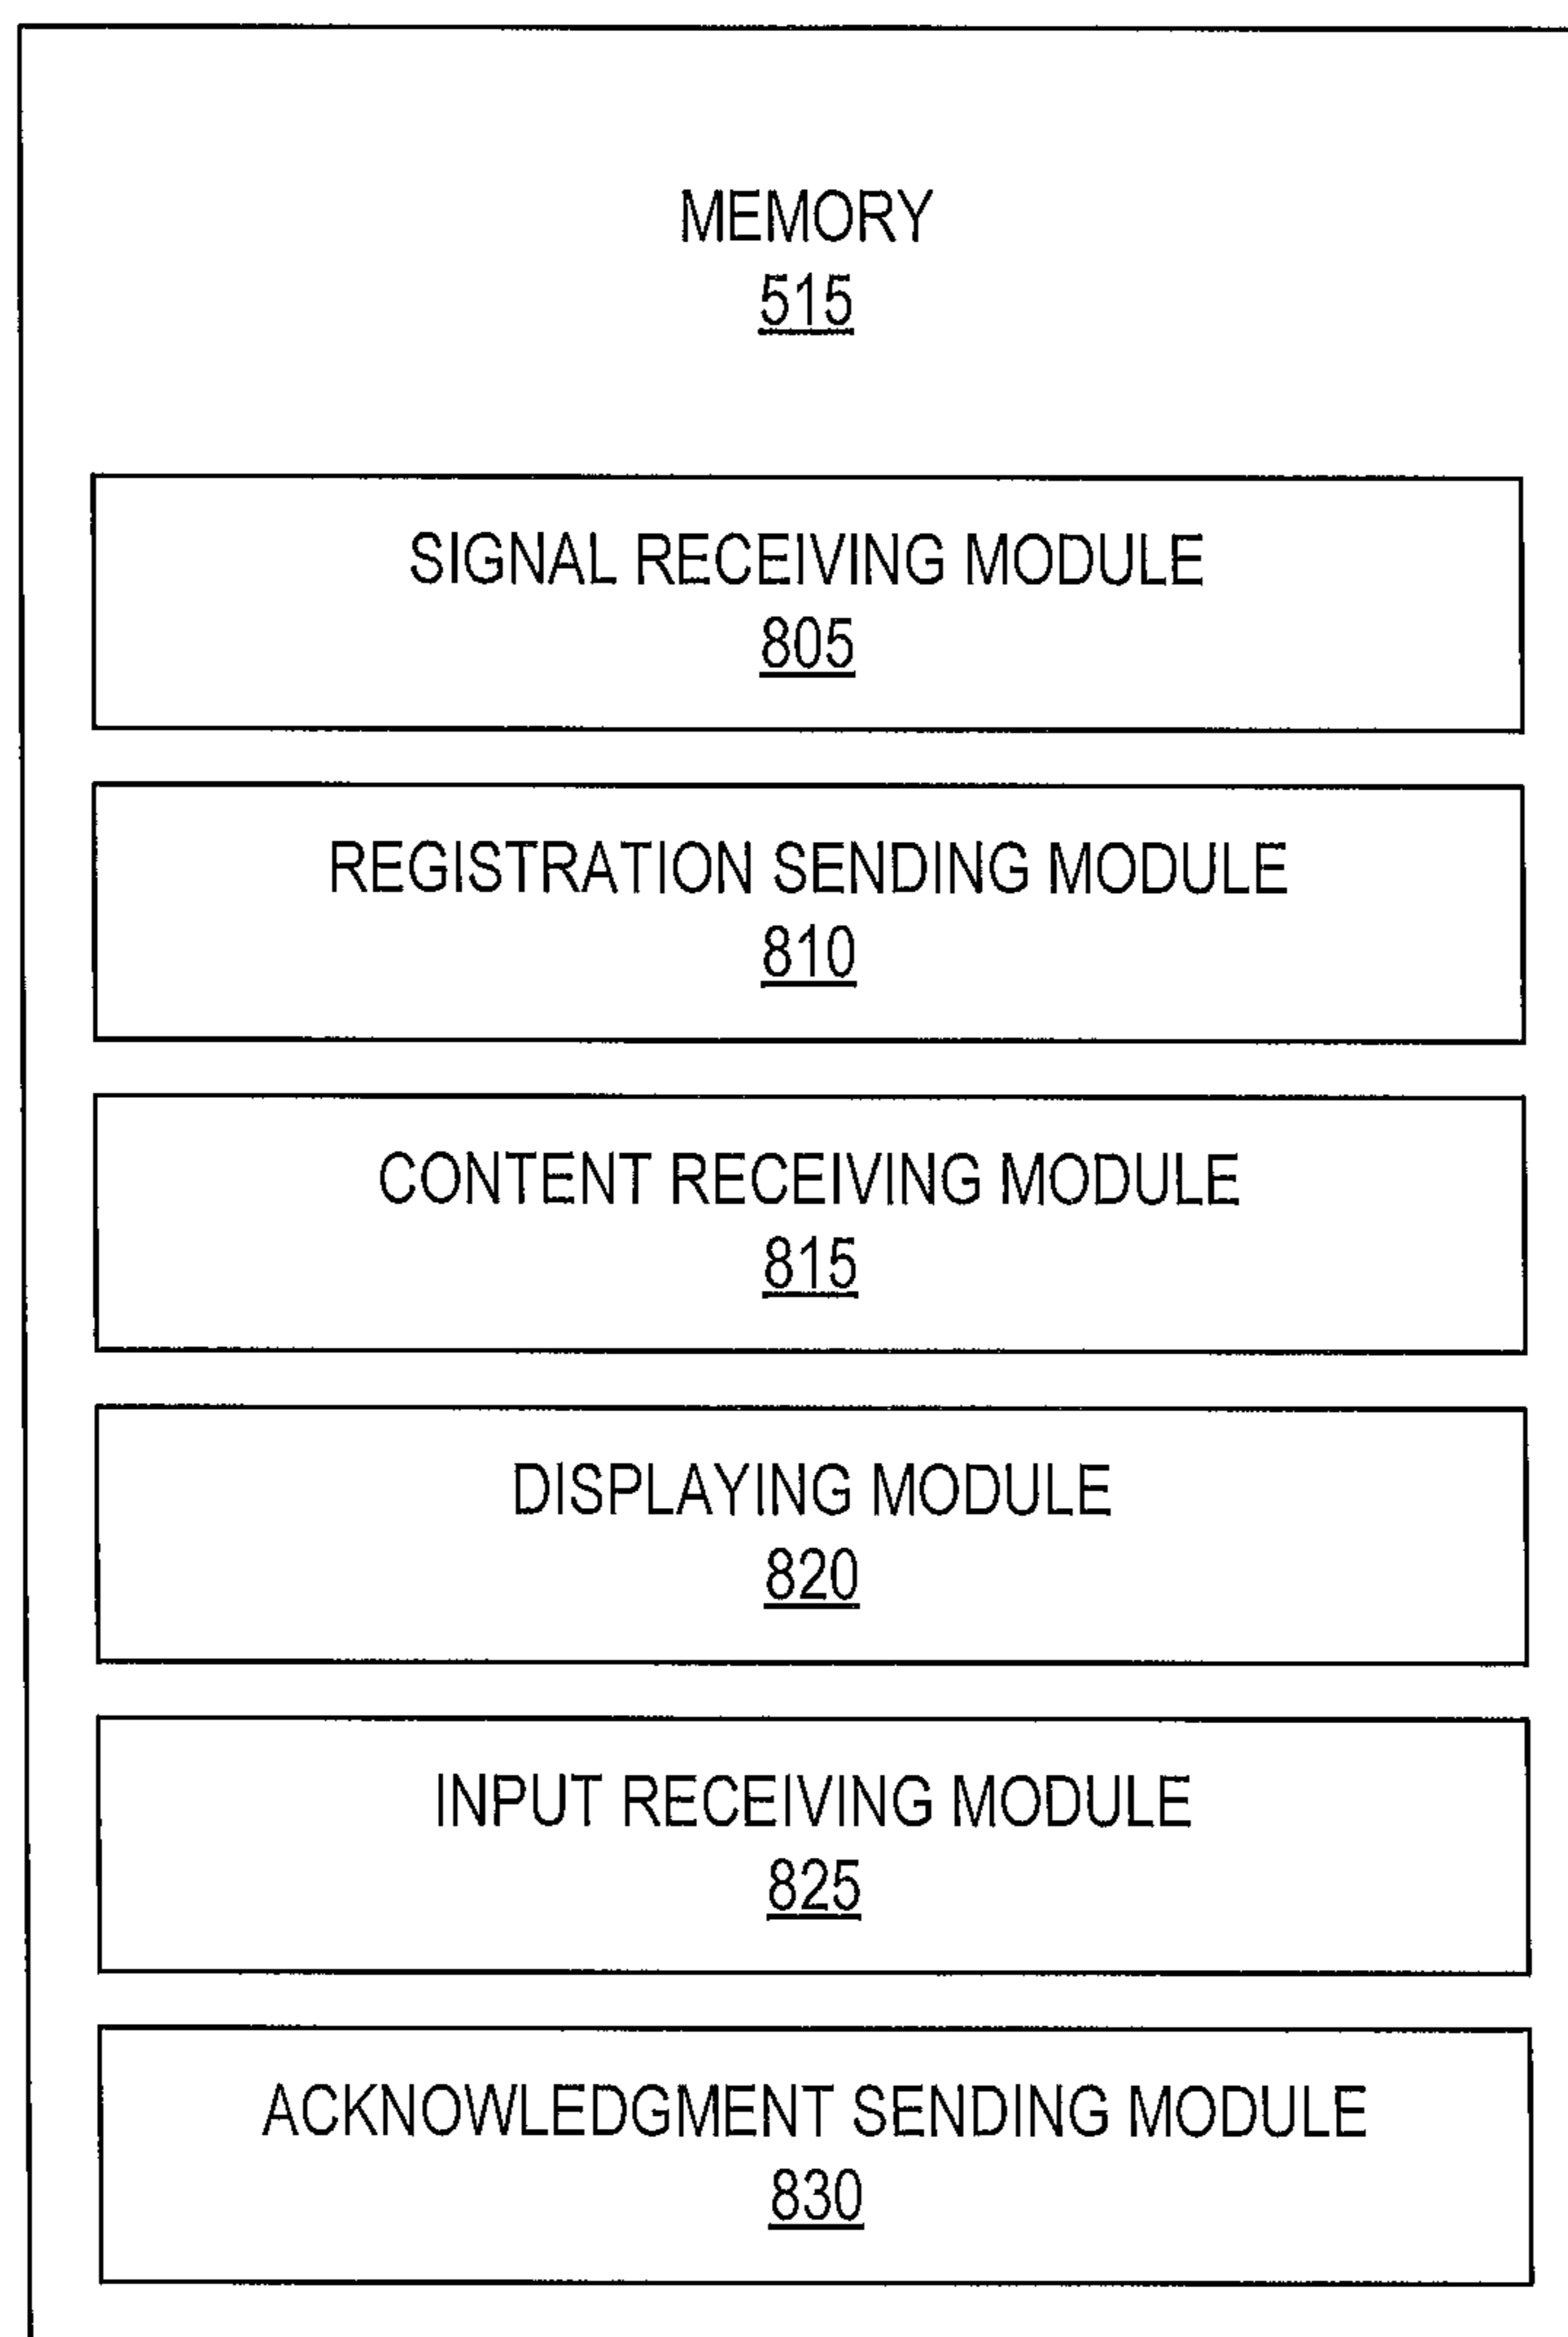 MEMORY
515
SIGNAL RECEIVING MODULE
805
REGISTRATION SENDING MODULE
810
CONTENT RECEIVING MODULE
815
DISPLAYING MODULE
820
INPUT RECEIVING MODULE
825
ACKNOWLEDGMENT SENDING MODULE
830